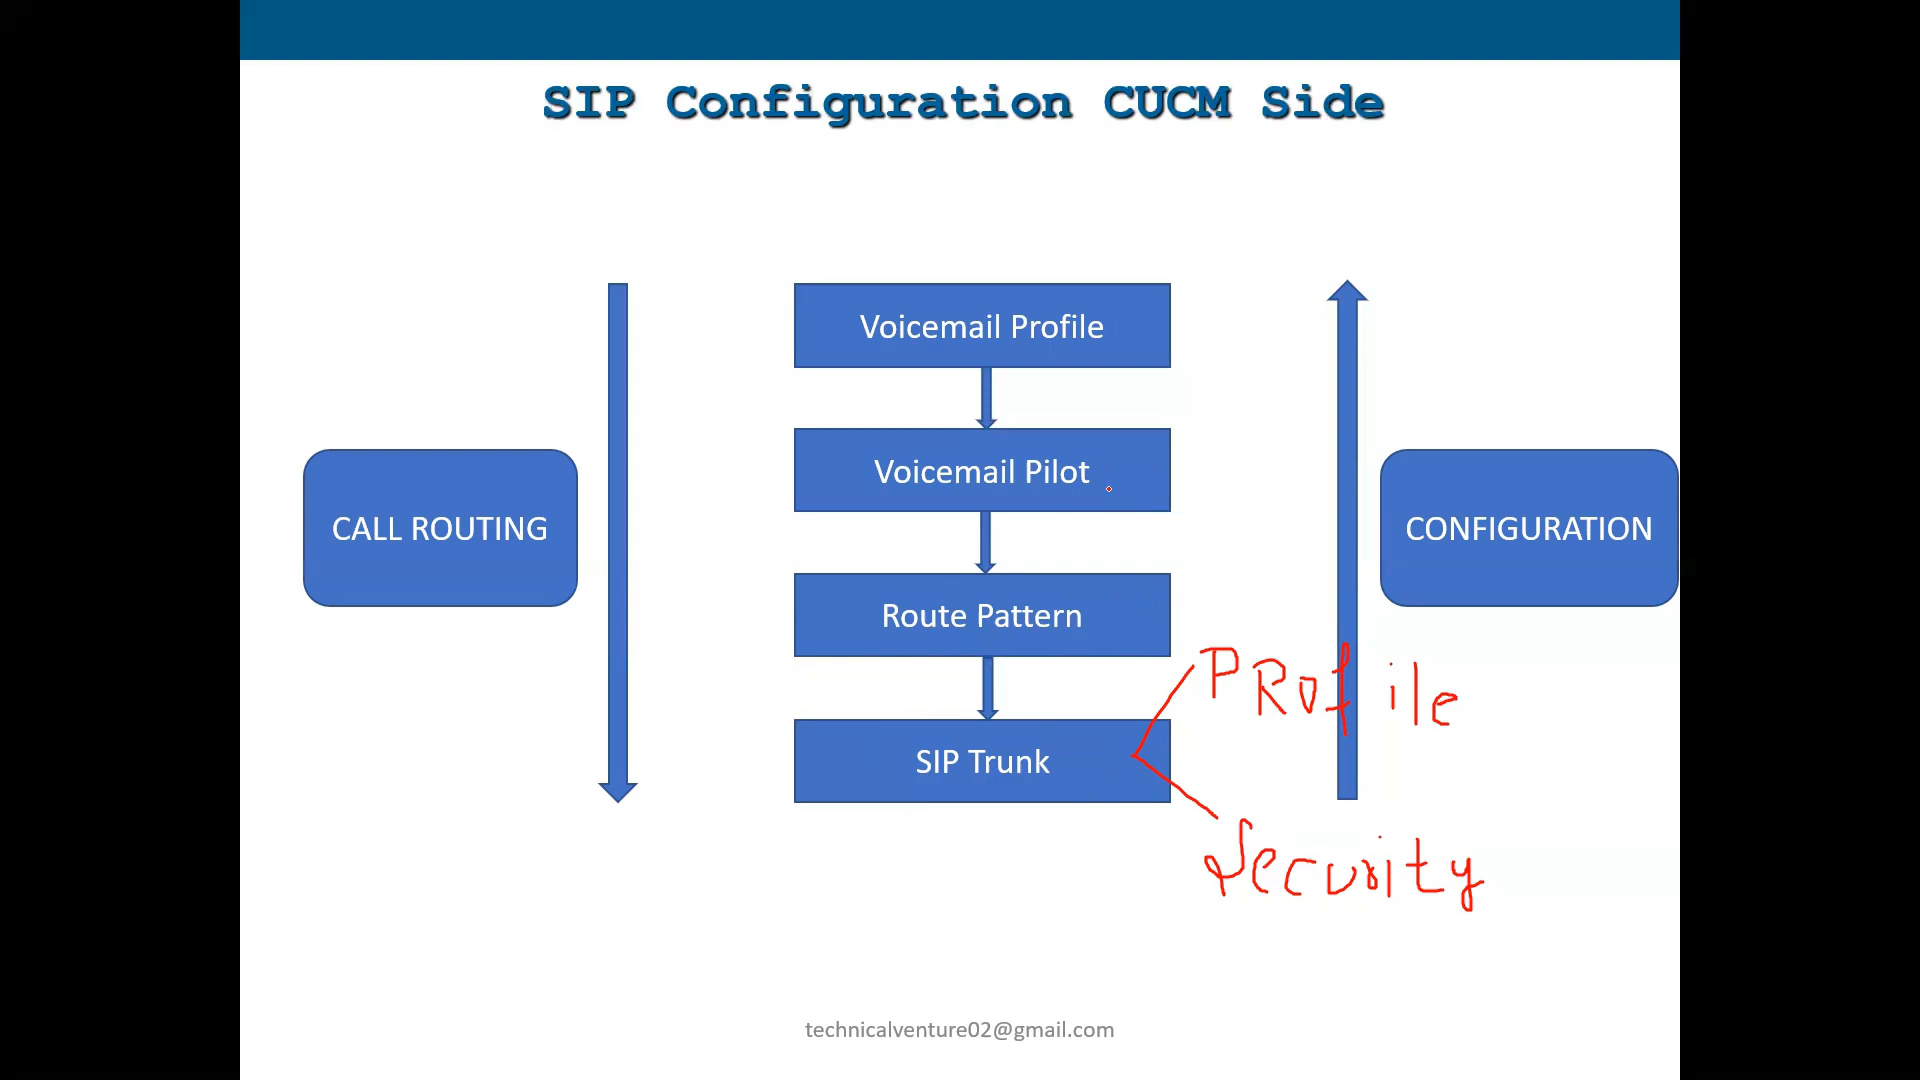 SIP Configuration CUCM Side
Voicemail Profile
Voicemail Pilot
CALL ROUTING
CONFIGURATION
Route Pattern
PRofile
SIP Trunk
Security
technicalventure02@gmail.com